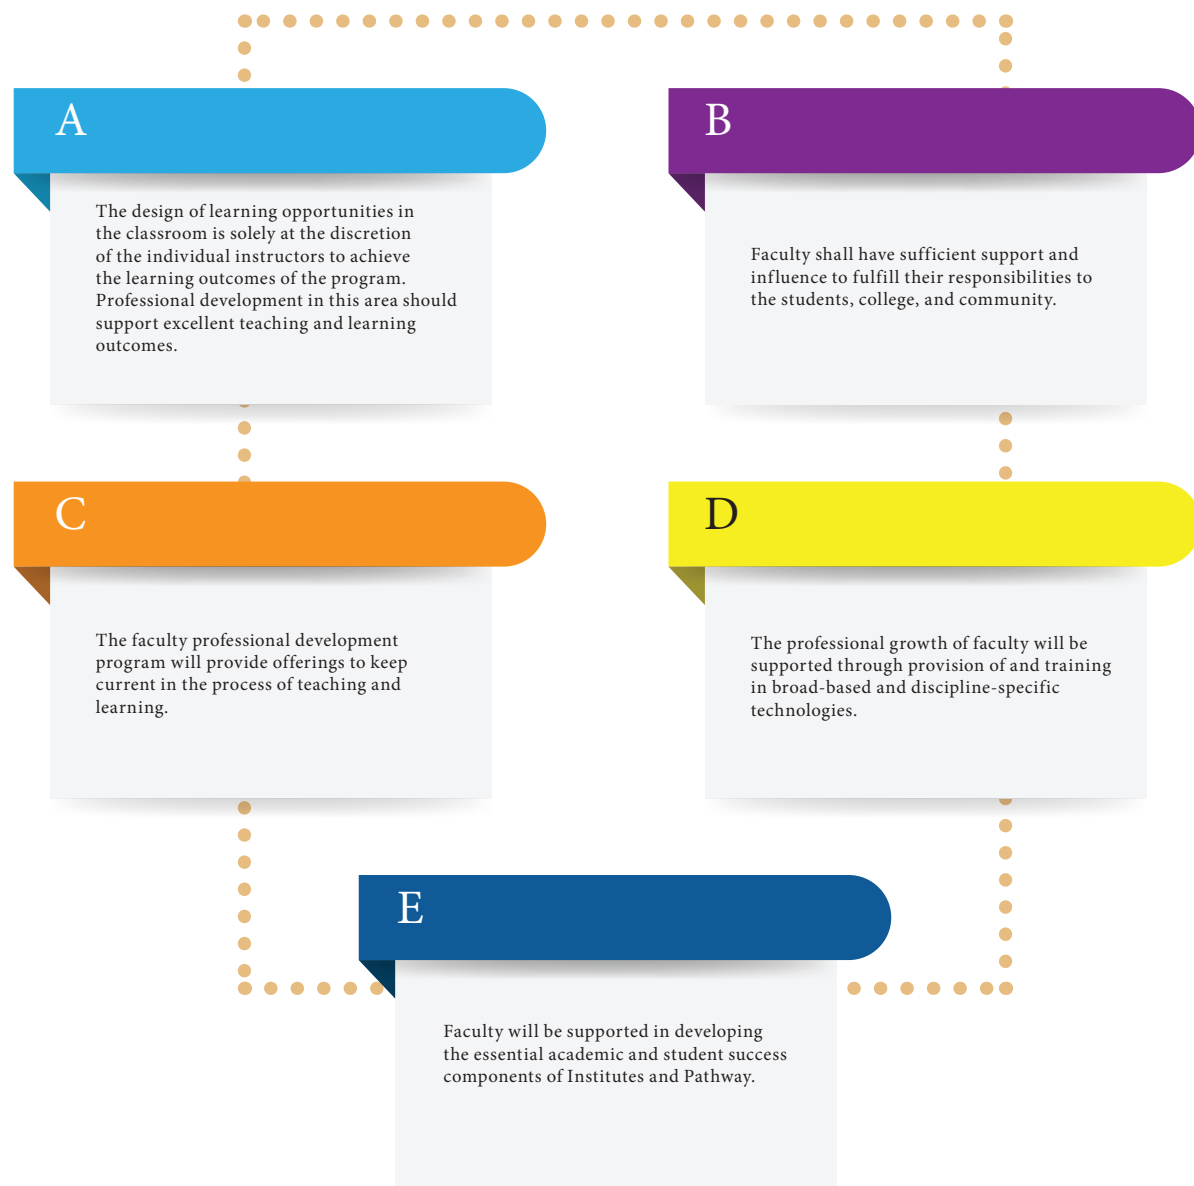 A
The design of learning opportunities in
the classroom is solely at the discretion
of the individual instructors to achieve
the learning outcomes of the program.
Professional development in this area should
support excellent teaching and learning
outcomes.
B
Faculty shall have sufficient support and
influence to fulfill their responsibilities to
the students, college, and community.
C
The faculty professional development
program will provide offerings to keep
current in the process of teaching and
learning.
D
The professional growth of faculty will be
supported through provision of and training
in broad-based and discipline-specific
technologies.
E
Faculty will be supported in developing
the essential academic and student success
components of Institutes and Pathway.